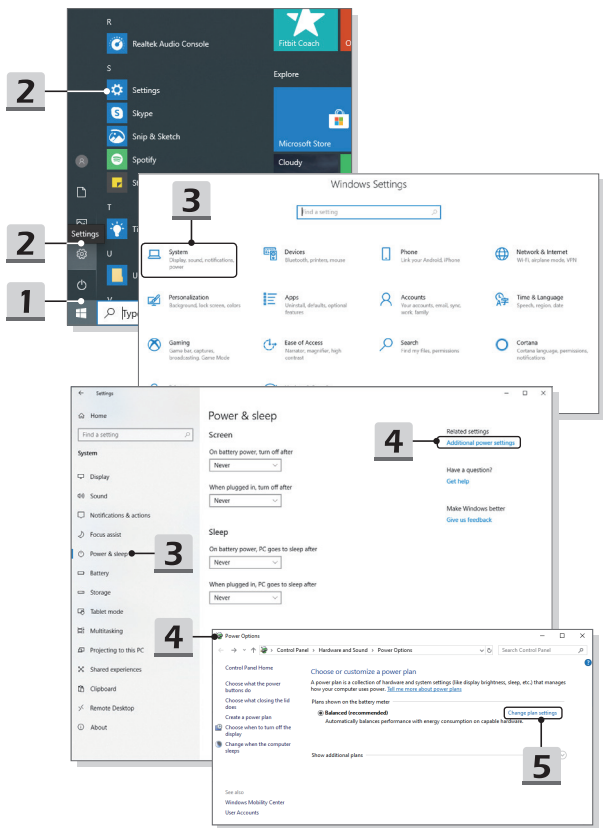 R
Realtek Audio Console
Fitbit Coach
S
Explore
2
Settings
Skype
Snip & Sketch
Microsoft Store
Spotify
Cloudy
T
Settings
2
U
1
3
Windows Settings
Find a setting
System
Display, sound, notifications,
power
Devices
Bluetooth, printers, mouse
Phone
Link your Android, iPhone
Network & Internet
Wi-Fi, airplane mode, VPN
Personalization
Background, lock screen, colors
Apps
Uninstall, defaults, optional
features
Accounts
Your accounts, email, sync,
work, family
Time & Language
Speech, region, date
Gaming
Game bar, captures,
broadcasting, Game Mode
Ease of Access
Narrator, magnifier, high
contrast
Search
Find my files, permissions
Cortana
Cortana language, permissions,
notifications
Settings
Home
Find a setting
System
Display
Sound
Notifications & actions
Focus assist
Power & sleep
3
Battery
Storage
Tablet mode
Multitasking
Projecting to this PC
Shared experiences
Clipboard
Remote Desktop
About
Power & sleep
Screen
On battery power, turn off after
Never
When plugged in, turn off after
Never
Sleep
On battery power, PC goes to sleep after
Never
When plugged in, PC goes to sleep after
Never
4
Related settings
Additional power settings
Have a question?
Get help
Make Windows better
Give us feedback
4
Power Options
Control Panel › Hardware and Sound › Power Options
Search Control Panel
Control Panel Home
Choose what the power
buttons do
Choose what closing the lid
does
Create a power plan
Choose when to turn off the
display
Change when the computer
sleeps
See also
Windows Mobility Center
User Accounts
Choose or customize a power plan
A power plan is a collection of hardware and system settings (like display brightness, sleep, etc.) that manages
how your computer uses power. Tell me more about power plans
Plans shown on the battery meter
Balanced (recommended)
Change plan settings
Automatically balances performance with energy consumption on capable hardware.
Show additional plans
5